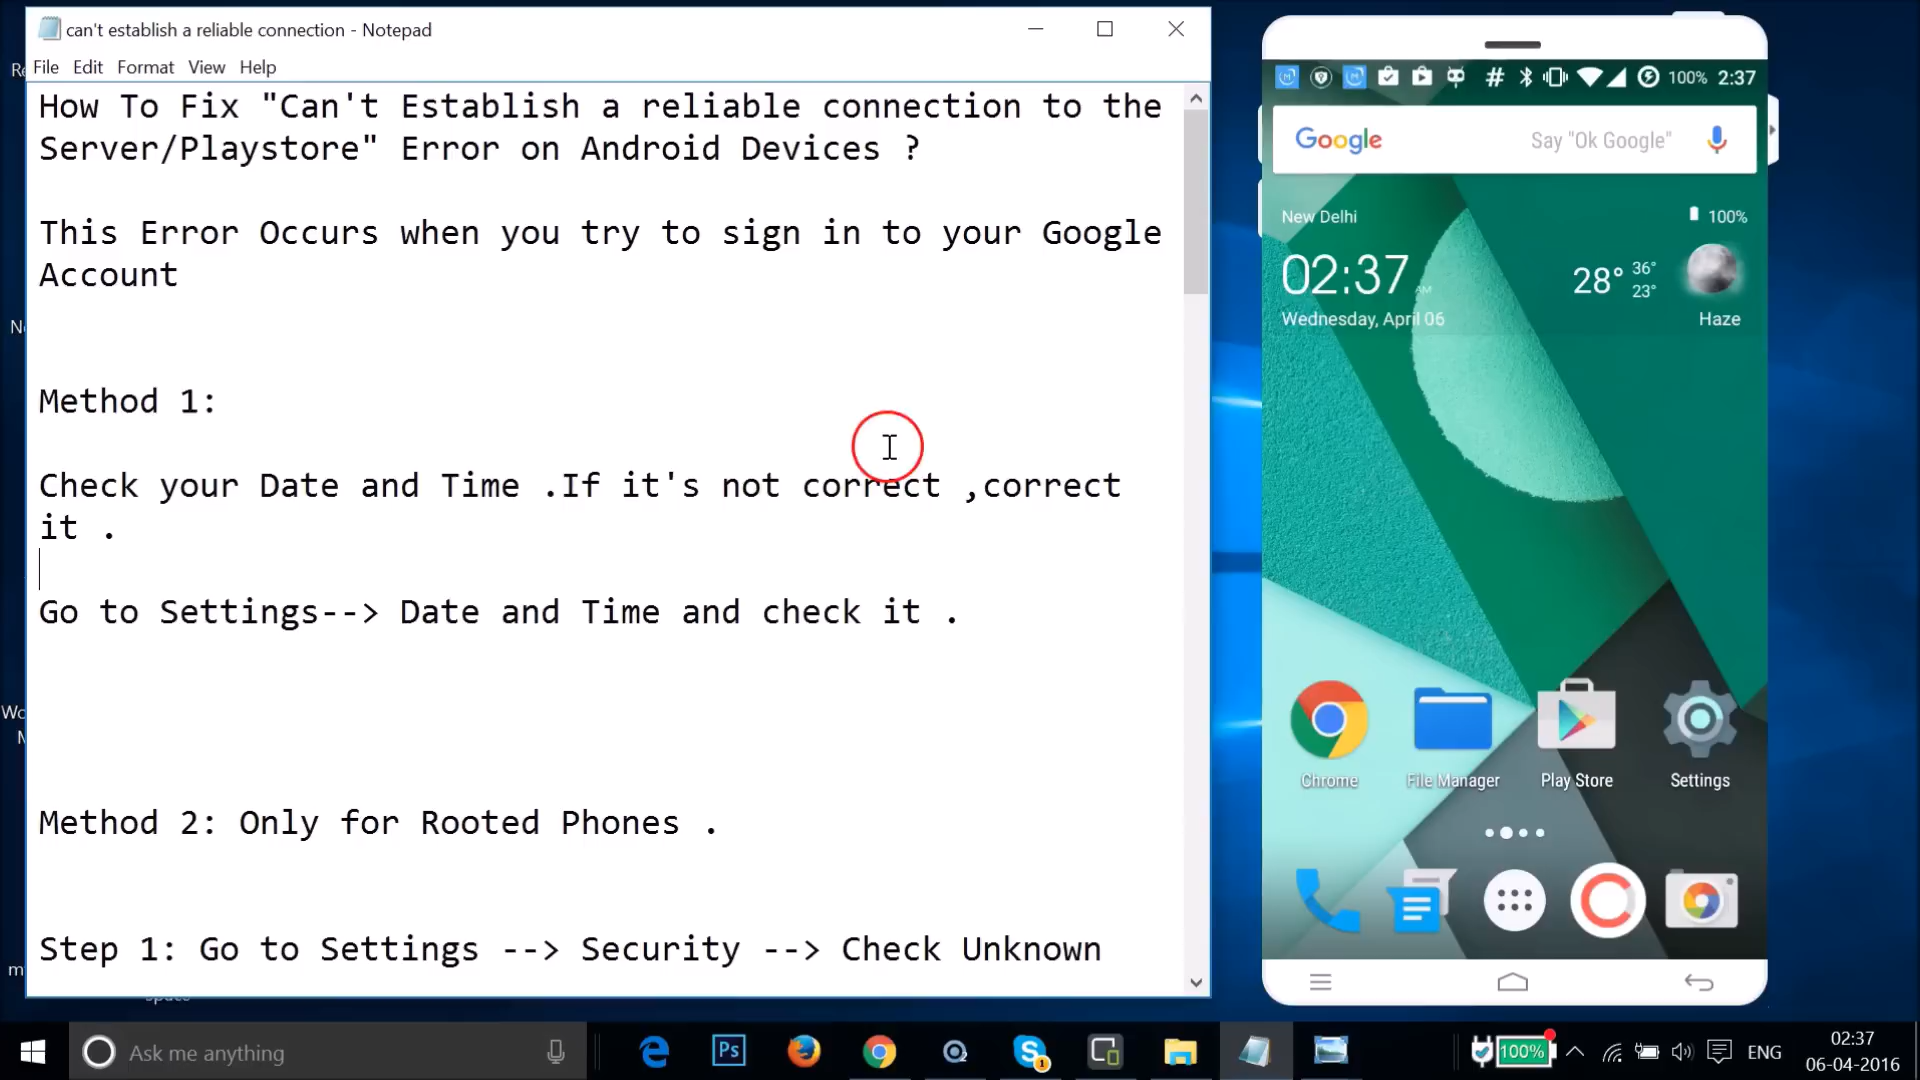 can't establish a reliable connection - Notepad
File Edit Format View Help
How To Fix "Can't Establish a reliable connection to the
Server/Playstore" Error on Android Devices ?
This Error Occurs when you try to sign in to your Google
Account
Method 1:
Check your Date and Time .If it's not correct ,correct
it .
Go to Settings--> Date and Time and check it .
Method 2: Only for Rooted Phones .
Step 1: Go to Settings --> Security --> Check Unknown
100% 2:37
Google Say "Ok Google"
New Delhi 100%
02:37 AM 28° 36° 23°
Wednesday, April 06 Haze
Chrome File Manager Play Store Settings
Ask me anything
Ps
100% ENG
02:37
06-04-2016